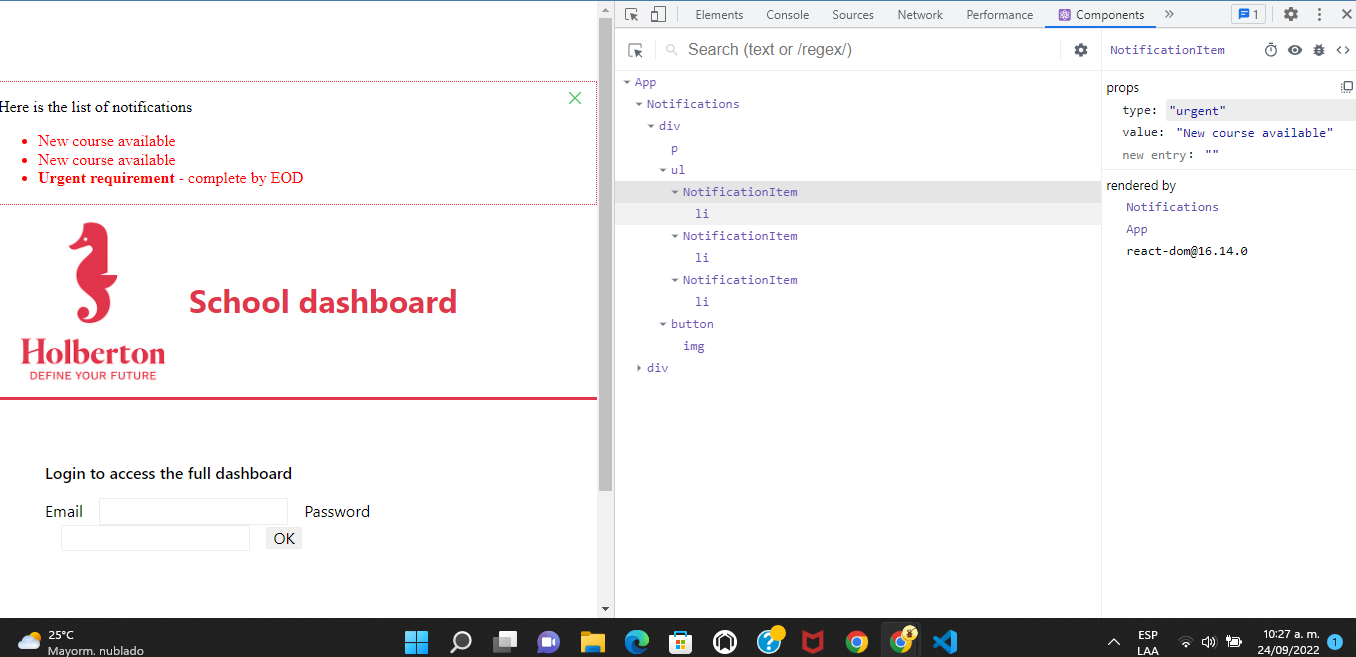 Elements Console Sources Network Performance Components » 1
Search (text or /regex/)
NotificationItem
Here is the list of notifications
New course available
New course available
Urgent requirement - complete by EOD
Holberton
DEFINE YOUR FUTURE
School dashboard
Login to access the full dashboard
Email Password
OK
App
Notifications
div
p
ul
NotificationItem
li
NotificationItem
li
NotificationItem
li
button
img
div
props
type: "urgent"
value: "New course available"
new entry: ""
rendered by
Notifications
App
react-dom@16.14.0
25°C
Mayorm. nublado
ESP
LAA
10:27 a. m.
24/09/2022
1